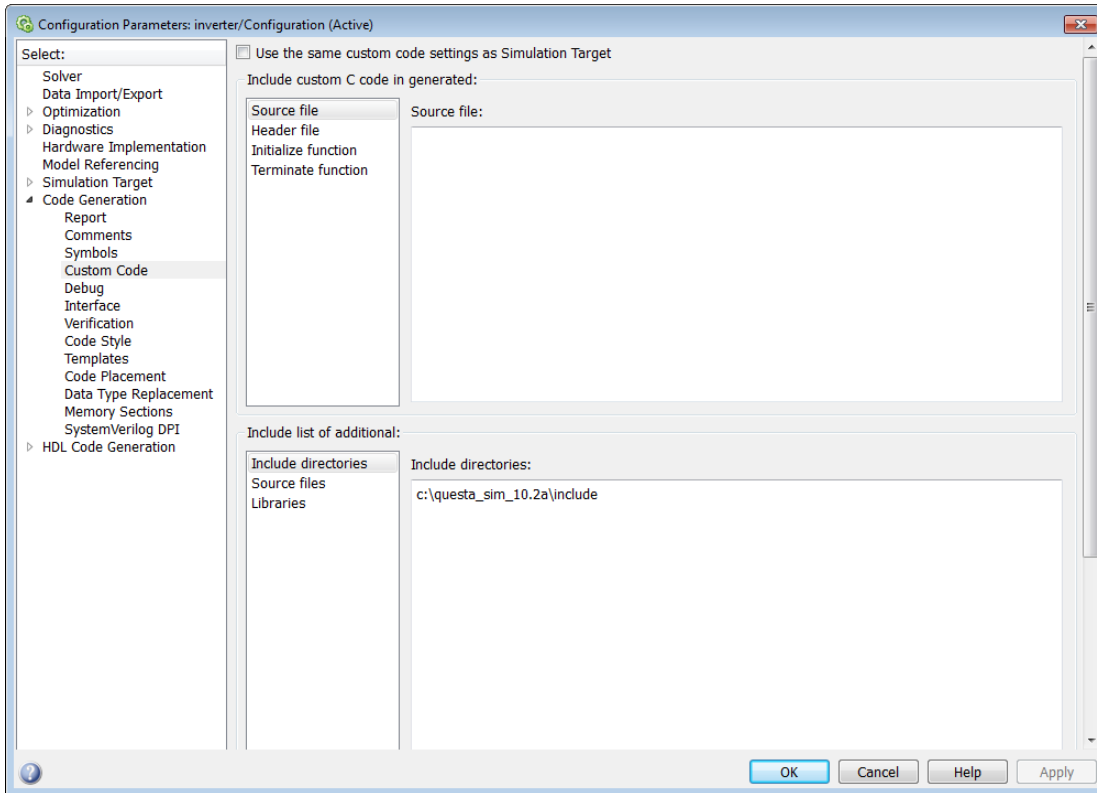 Configuration Parameters: inverter/Configuration (Active)
Select:
Solver
Data Import/Export
Optimization
Diagnostics
Hardware Implementation
Model Referencing
Simulation Target
Code Generation
Report
Comments
Symbols
Custom Code
Debug
Interface
Verification
Code Style
Templates
Code Placement
Data Type Replacement
Memory Sections
SystemVerilog DPI
HDL Code Generation
Use the same custom code settings as Simulation Target
Include custom C code in generated:
Source file
Header file
Initialize function
Terminate function
Source file:
Include list of additional:
Include directories
Source files
Libraries
Include directories:
c:\questa_sim_10.2a\include
OK Cancel Help Apply